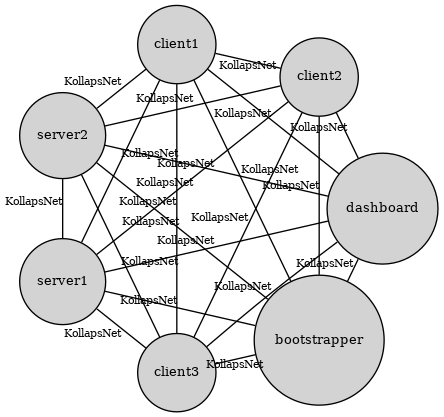 client1
KollapsNet
client2
KollapsNet
KollapsNet
KollapsNet
KollapsNet
server2
KollapsNet
KollapsNet
KollapsNet
KollapsNet
KollapsNet
KollapsNet
KollapsNet
dashboard
KollapsNet
KollapsNet
KollapsNet
KollapsNet
KollapsNet
server1
KollapsNet
KollapsNet
KollapsNet
bootstrapper
KollapsNet
client3